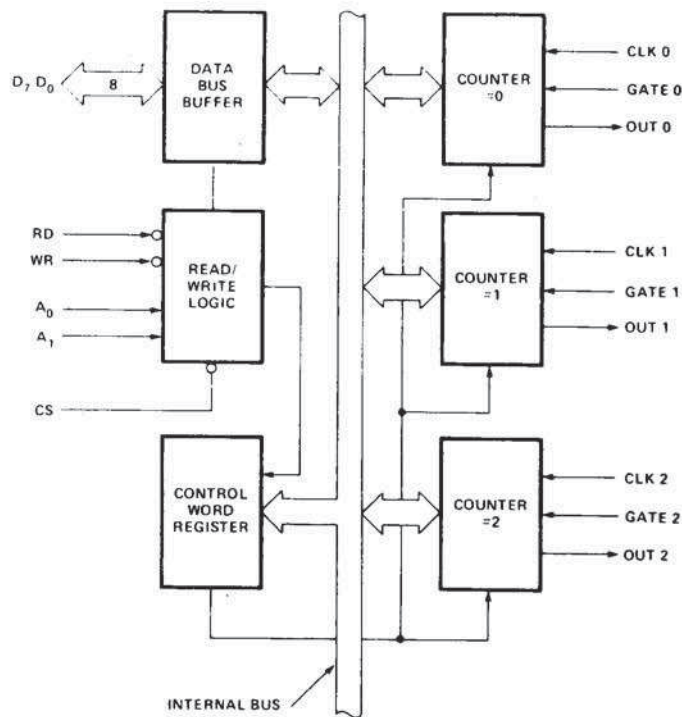 D7 D0
8
DATA
BUS
BUFFER
RD
WR
A0
A1
READ/
WRITE
LOGIC
CS
CONTROL
WORD
REGISTER
INTERNAL BUS
COUNTER
=0
CLK 0
GATE 0
OUT 0
COUNTER
=1
CLK 1
GATE 1
OUT 1
COUNTER
=2
CLK 2
GATE 2
OUT 2